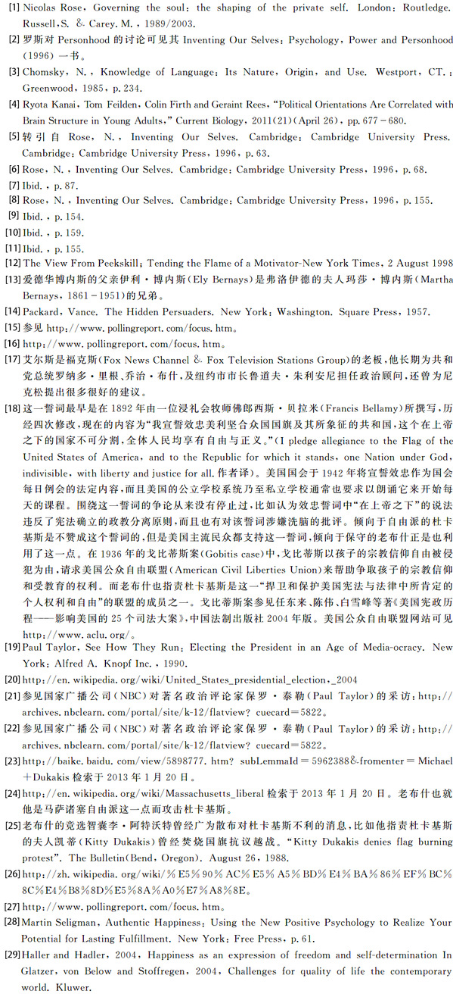 [1] Nicolas Rose, Governing the soul: the shaping of the private self. London: Routledge.
Russell,S. & Carey. M., 1989/2003.
[2] 罗斯对 Personhood 的讨论可见其 Inventing Our Selves: Psychology, Power and Personhood
(1996) 一书。
[3] Chomsky, N., Knowledge of Language: Its Nature, Origin, and Use. Westport, CT.:
Greenwood, 1985, p. 234.
[4] Ryota Kanai, Tom Feilden, Colin Firth and Geraint Rees, “Political Orientations Are Correlated with
Brain Structure in Young Adults,” Current Biology, 2011(21)(April 26), pp. 677-680.
[5] 转引自 Rose, N., Inventing Our Selves. Cambridge: Cambridge University Press.
Cambridge: Cambridge University Press, 1996, p. 63.
[6] Rose, N., Inventing Our Selves. Cambridge: Cambridge University Press, 1996, p. 68.
[7] Ibid., p. 87.
[8] Rose, N., Inventing Our Selves. Cambridge: Cambridge University Press, 1996, p. 155.
[9] Ibid., p. 154.
[10] Ibid., p. 159.
[11] Ibid., p. 155.
[12] The View From Peekskill; Tending the Flame of a Motivator-New York Times, 2 August 1998
[13] 爱德华博内斯的父亲伊利·博内斯(Ely Bernays)是弗洛伊德的夫人玛莎·博内斯(Martha
Bernays, 1861-1951)的兄弟。
[14] Packard, Vance. The Hidden Persuaders. New York: Washington. Square Press, 1957.
[15] 参见 http://www.pollingreport.com/focus.htm。
[16] http://www.pollingreport.com/focus.htm。
[17] 艾尔斯是福克斯(Fox News Channel & Fox Television Stations Group)的老板,他长期为共和
党总统罗纳多·里根、乔治·布什,及纽约市市长鲁道夫·朱利安尼担任政治顾问,还曾为尼
克松提出很多很好的建议。
[18] 这一誓词最早是在 1892 年由一位浸礼会牧师佛郎西斯·贝拉米(Francis Bellamy)所撰写,历
经四次修改,现在的内容为“我宣誓效忠美利坚合众国国旗及其所象征的共和国,这个在上帝
之下的国家不可分割,全体人民均享有自由与正义。”(I pledge allegiance to the Flag of the
United States of America, and to the Republic for which it stands, one Nation under God,
indivisible, with liberty and justice for all. 作者译)。美国国会于 1942 年将宣誓效忠作为国会
每日例会的法定内容,而且美国的公立学校系统乃至私立学校通常也要求以朗诵它来开始每
天的课程。围绕这一誓词的争论从来没有停止过,比如认为效忠誓词中“在上帝之下”的说法
违反了宪法确立的政教分离原则,而且也有对该誓词涉嫌洗脑的批评。倾向于自由派的杜卡
基斯是不赞成这个誓词的,但是美国主流民众都支持这一誓词,倾向于保守的老布什正是也利
用了这一点。在 1936 年的戈比蒂斯案(Gobitis case)中,戈比蒂斯以孩子的宗教信仰自由被侵
犯为由,请求美国公众自由联盟(American Civil Liberties Union)来帮助争取孩子的宗教信仰
和受教育的权利。而老布什也指责杜卡基斯是这一“捍卫和保护美国宪法与法律中所肯定的
个人权利和自由”的联盟的成员之一。戈比蒂斯案参见任东来、陈伟、白雪峰等著《美国宪政历
程——影响美国的 25 个司法大案》,中国法制出版社 2004 年版。美国公众自由联盟网站可见
http://www.aclu.org/。
[19] Paul Taylor, See How They Run: Electing the President in an Age of Media-ocracy. New
York: Alfred A. Knopf Inc., 1990.
[20] http://en.wikipedia.org/wiki/United_States_presidential_election,_2004
[21] 参见国家广播公司(NBC)对著名政治评论家保罗·泰勒(Paul Taylor)的采访:http://
archives.nbclearn.com/portal/site/k-12/flatview? cuecard=5822。
[22] 参见国家广播公司(NBC)对著名政治评论家保罗·泰勒(Paul Taylor)的采访:http://
archives.nbclearn.com/portal/site/k-12/flatview? cuecard=5822。
[23] http://baike.baidu.com/view/5898777.htm? subLemmaId=5962388&fromenter=Michael
+Dukakis 检索于 2013 年 1 月 20 日。
[24] http://en.wikipedia.org/wiki/Massachusetts_liberal 检索于 2013 年 1 月 20 日。老布什也就
他是马萨诸塞自由派这一点而攻击杜卡基斯。
[25] 老布什的竞选智囊李·阿特沃特曾经广为散布对杜卡基斯不利的消息,比如他指责杜卡基斯
的夫人凯蒂(Kitty Dukakis)曾经焚烧国旗抗议越战。“Kitty Dukakis denies flag burning
protest”. The Bulletin(Bend, Oregon). August 26, 1988.
[26] http://zh.wikipedia.org/wiki/%E5%90%AC%E5%A5%BD%E4%BA%86%EF%BC%
8C%E4%B8%8D%E5%8A%A0%E7%A8%8E。
[27] http://www.pollingreport.com/focus.htm。
[28] Martin Seligman, Authentic Happiness: Using the New Positive Psychology to Realize Your
Potential for Lasting Fulfillment. New York: Free Press, p. 61.
[29] Haller and Hadler, 2004, Happiness as an expression of freedom and self-determination In
Glatzer, von Below and Stoffregen, 2004, Challenges for quality of life the contemporary
world. Kluwer.